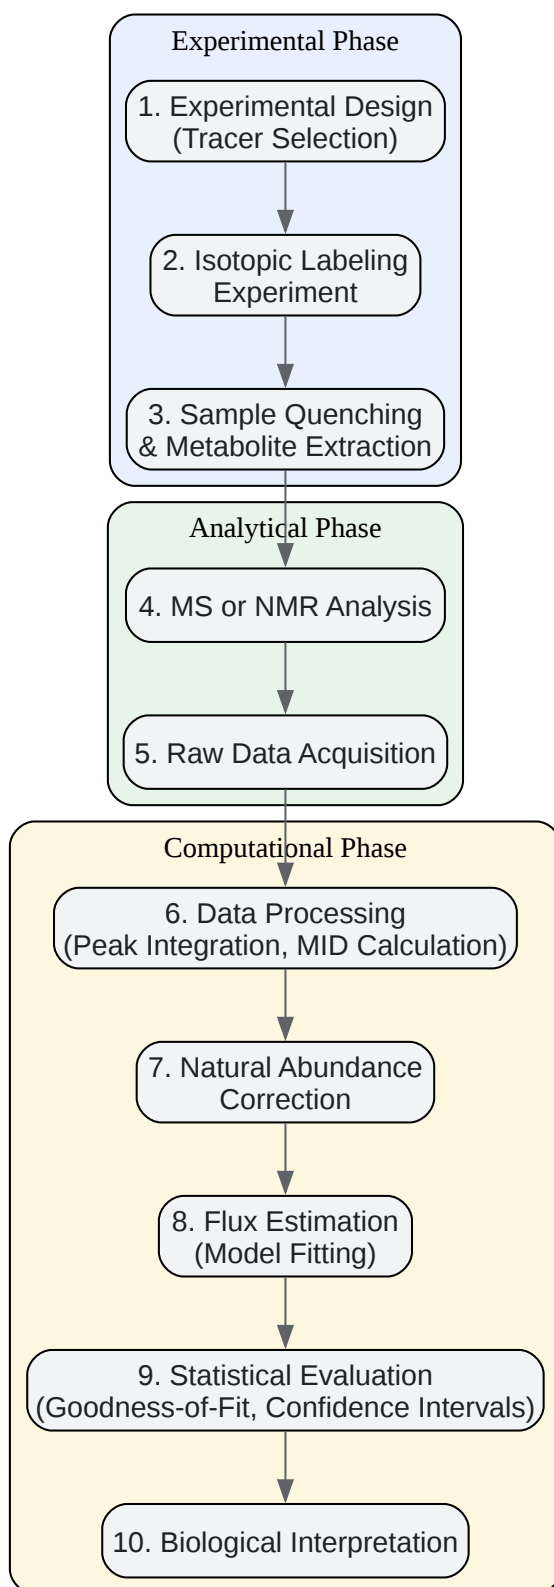 Experimental Phase
1. Experimental Design
(Tracer Selection)
2. Isotopic Labeling
Experiment
3. Sample Quenching
& Metabolite Extraction
Analytical Phase
4. MS or NMR Analysis
5. Raw Data Acquisition
Computational Phase
6. Data Processing
(Peak Integration, MID Calculation)
7. Natural Abundance
Correction
8. Flux Estimation
(Model Fitting)
9. Statistical Evaluation
(Goodness-of-Fit, Confidence Intervals)
10. Biological Interpretation